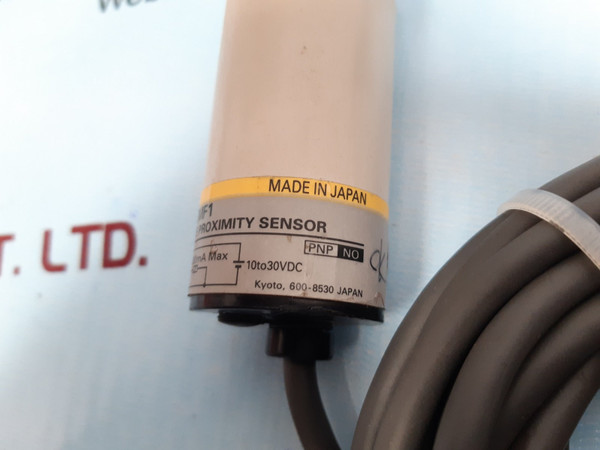 MADE IN JAPAN
PROXIMITY SENSOR
mA Max
PNP NO
10to30VDC
Kyoto, 600-8530 JAPAN
T. LTD.